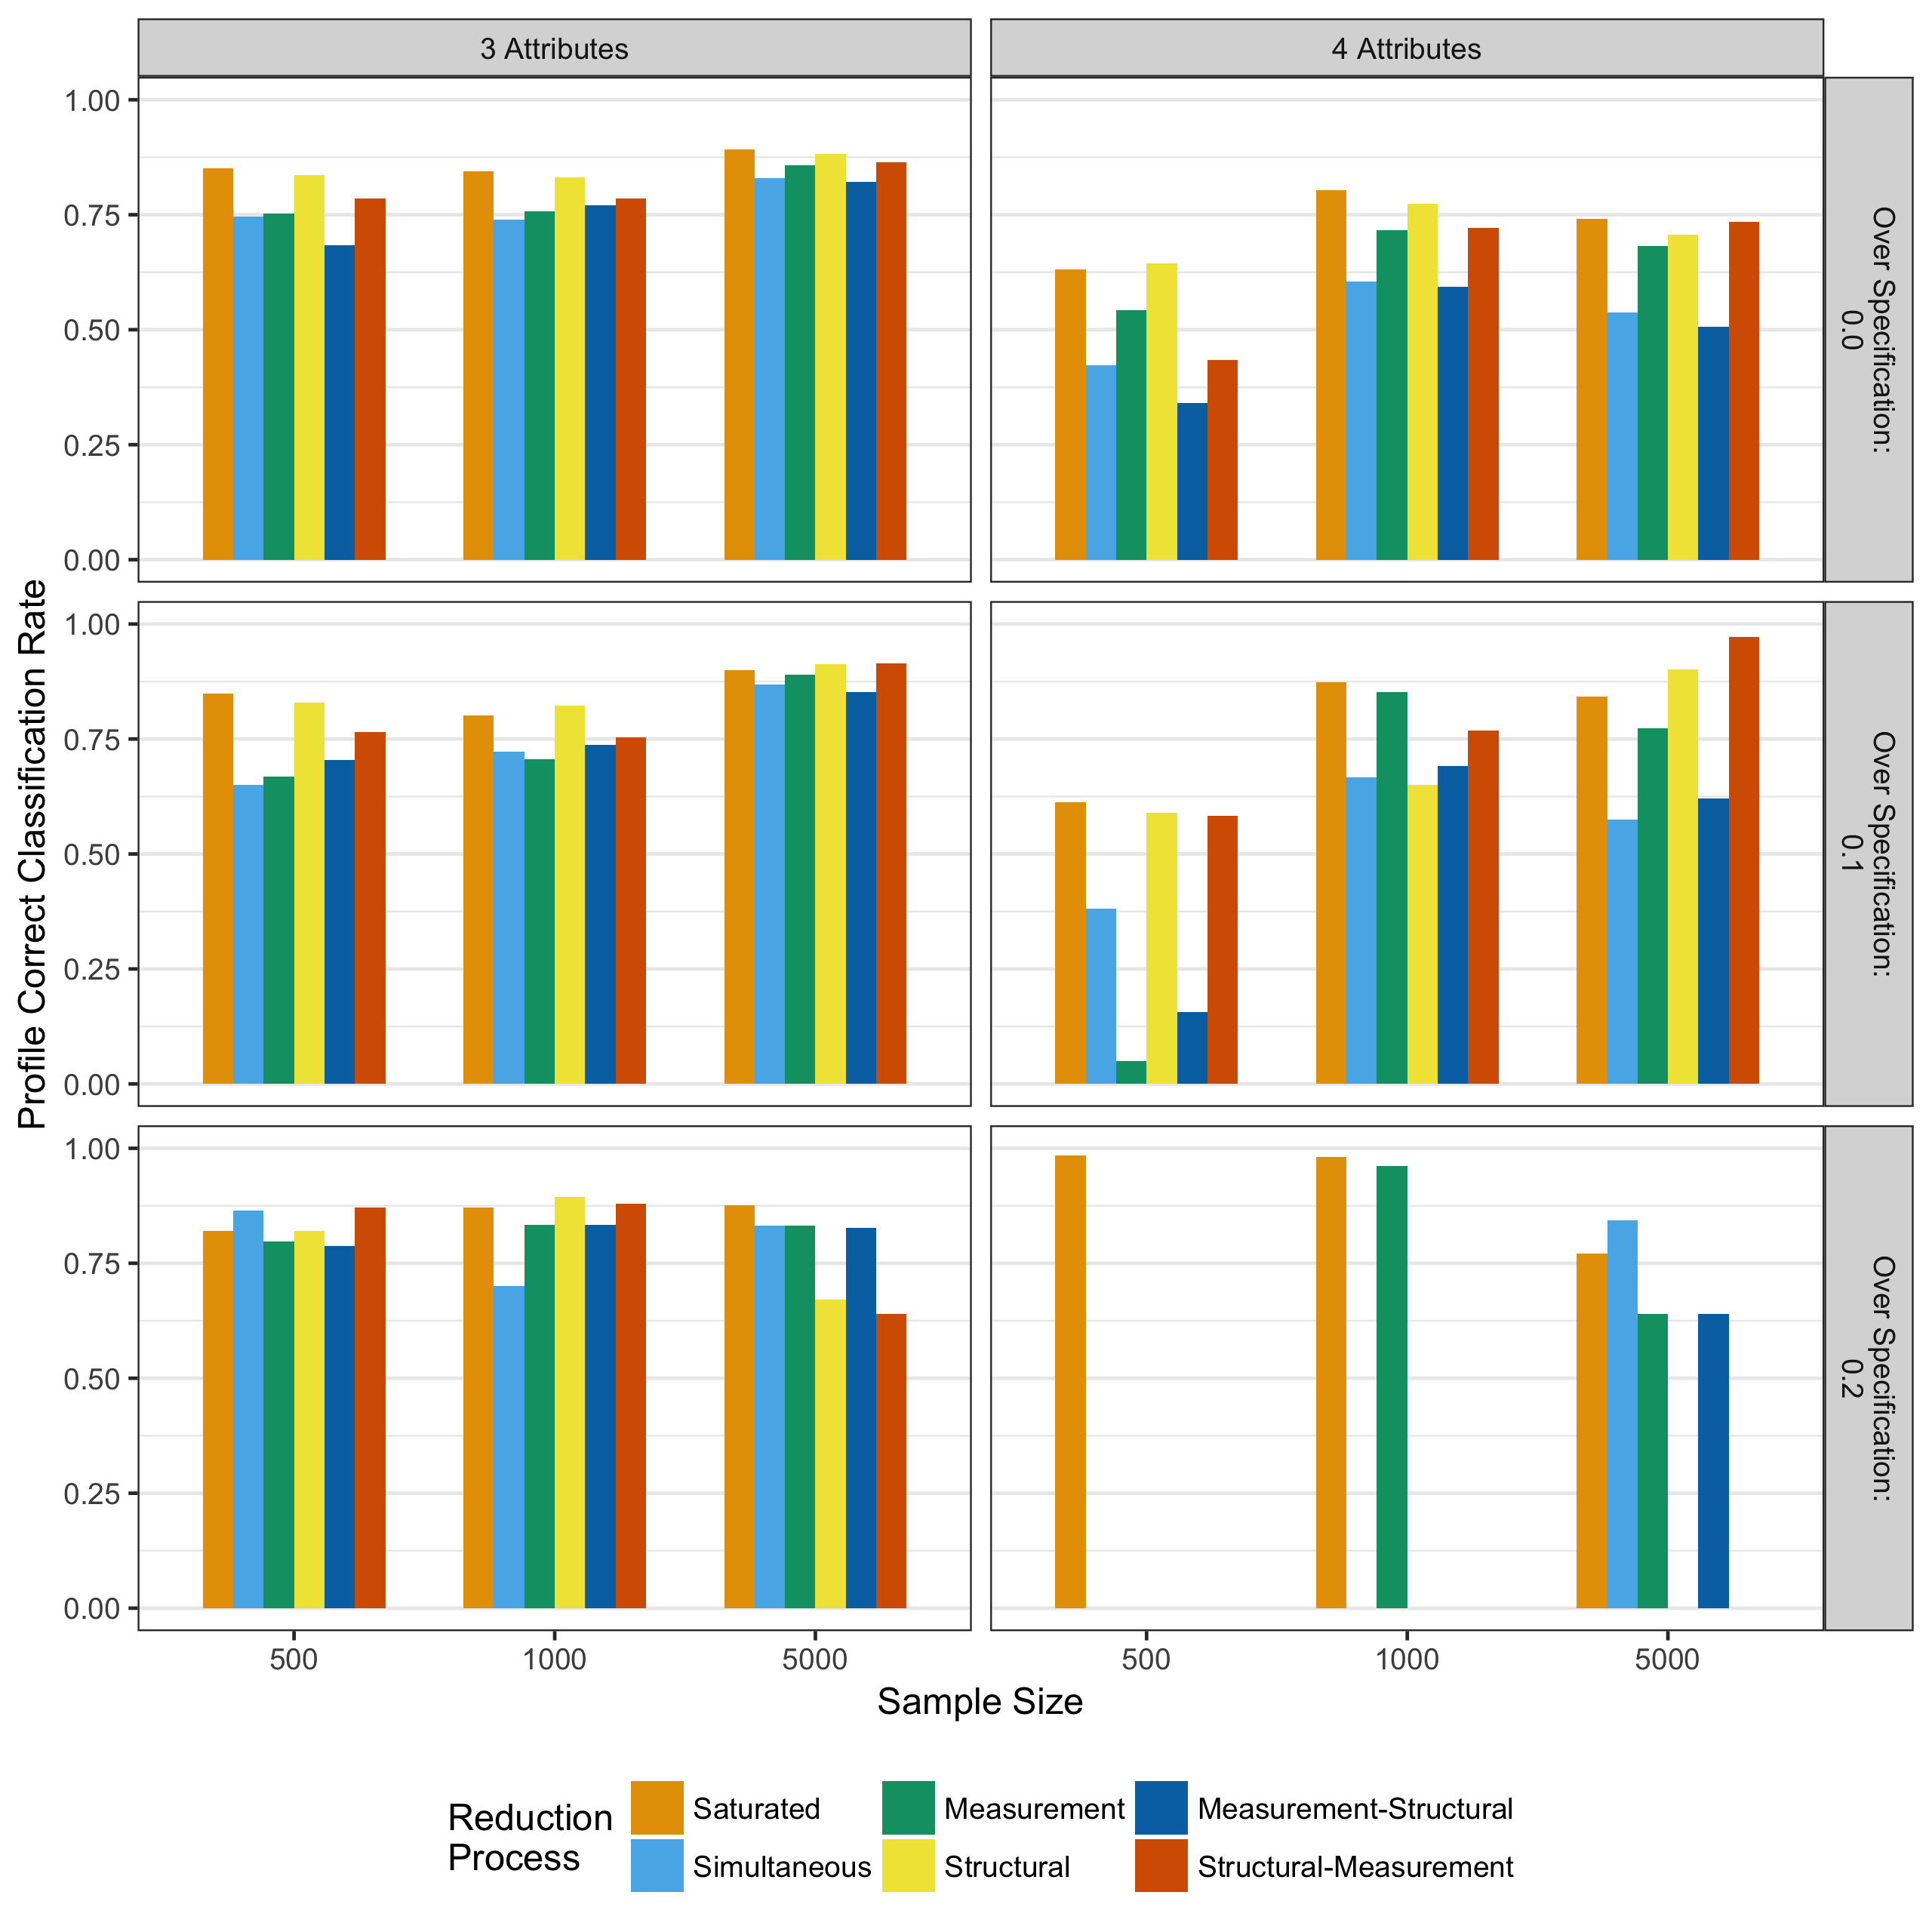 3 Attributes
4 Attributes
1.00
0.75
0.50
0.25
0.00
Over Specification:
0.0
1.00
0.75
0.50
0.25
0.00
Over Specification:
0.1
1.00
0.75
0.50
0.25
0.00
Over Specification:
0.2
Profile Correct Classification Rate
500
1000
5000
500
1000
5000
Sample Size
Reduction
Process
Saturated
Simultaneous
Measurement
Structural
Measurement-Structural
Structural-Measurement